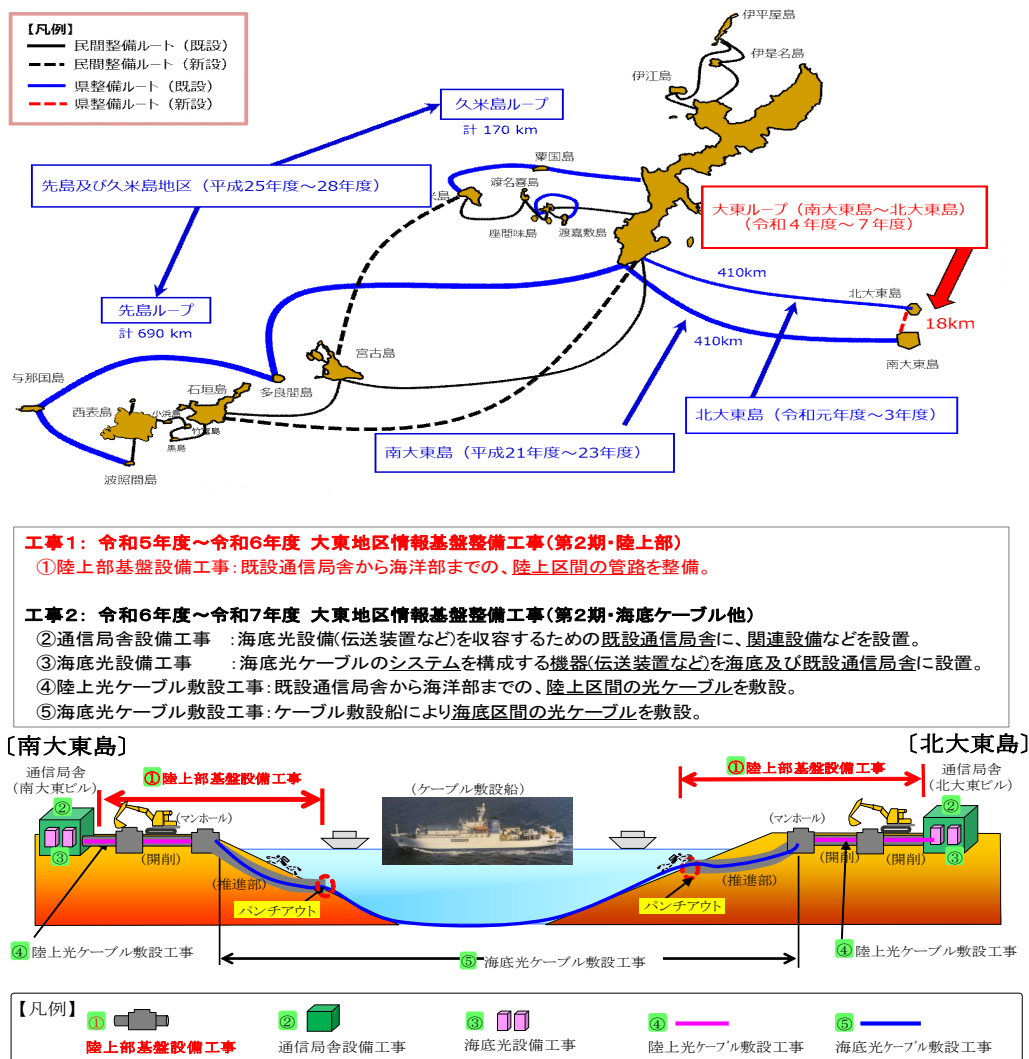 【凡例】
民間整備ルート（既設）
民間整備ルート（新設）
県整備ルート（既設）
県整備ルート（新設）
伊平屋島
伊是名島
伊江島
久米島ループ
計 170 km
粟国島
先島及び久米島地区（平成25年度～28年度）
米島
渡名喜島
座間味島
渡嘉敷島
大東ループ（南大東島～北大東島）
（令和４年度～７年度）
410km
北大東島
18km
410km
南大東島
先島ループ
計 690 km
宮古島
与那国島
石垣島
多良間島
西表島
小浜島
竹富島
黒島
波照間島
北大東島（令和元年度～3年度）
南大東島（平成21年度～23年度）
工事１： 令和５年度～令和６年度 大東地区情報基盤整備工事(第２期・陸上部)
①陸上部基盤設備工事：既設通信局舎から海洋部までの、陸上区間の管路を整備。
工事２： 令和６年度～令和７年度 大東地区情報基盤整備工事(第２期・海底ケーブル他)
②通信局舎設備工事 ：海底光設備(伝送装置など)を収容するための既設通信局舎に、関連設備などを設置。
③海底光設備工事 ：海底光ケーブルのシステムを構成する機器(伝送装置など)を海底及び既設通信局舎に設置。
④陸上光ケーブル敷設工事：既設通信局舎から海洋部までの、陸上区間の光ケーブルを敷設。
⑤海底光ケーブル敷設工事：ケーブル敷設船により海底区間の光ケーブルを敷設。
〔南大東島〕
〔北大東島〕
通信局舎
(南大東ビル)
①陸上部基盤設備工事
(ケーブル敷設船)
①陸上部基盤設備工事
通信局舎
(北大東ビル)
②
③
(マンホール)
(開削)
(推進部)
パンチアウト
(マンホール)
(開削)
(開削)
(推進部)
パンチアウト
②
③
④ 陸上光ケーブル敷設工事
⑤ 海底光ケーブル敷設工事
④ 陸上光ケーブル敷設工事
【凡例】
①
陸上部基盤設備工事
②
通信局舎設備工事
③
海底光設備工事
④
陸上光ケーブル敷設工事
⑤
海底光ケーブル敷設工事